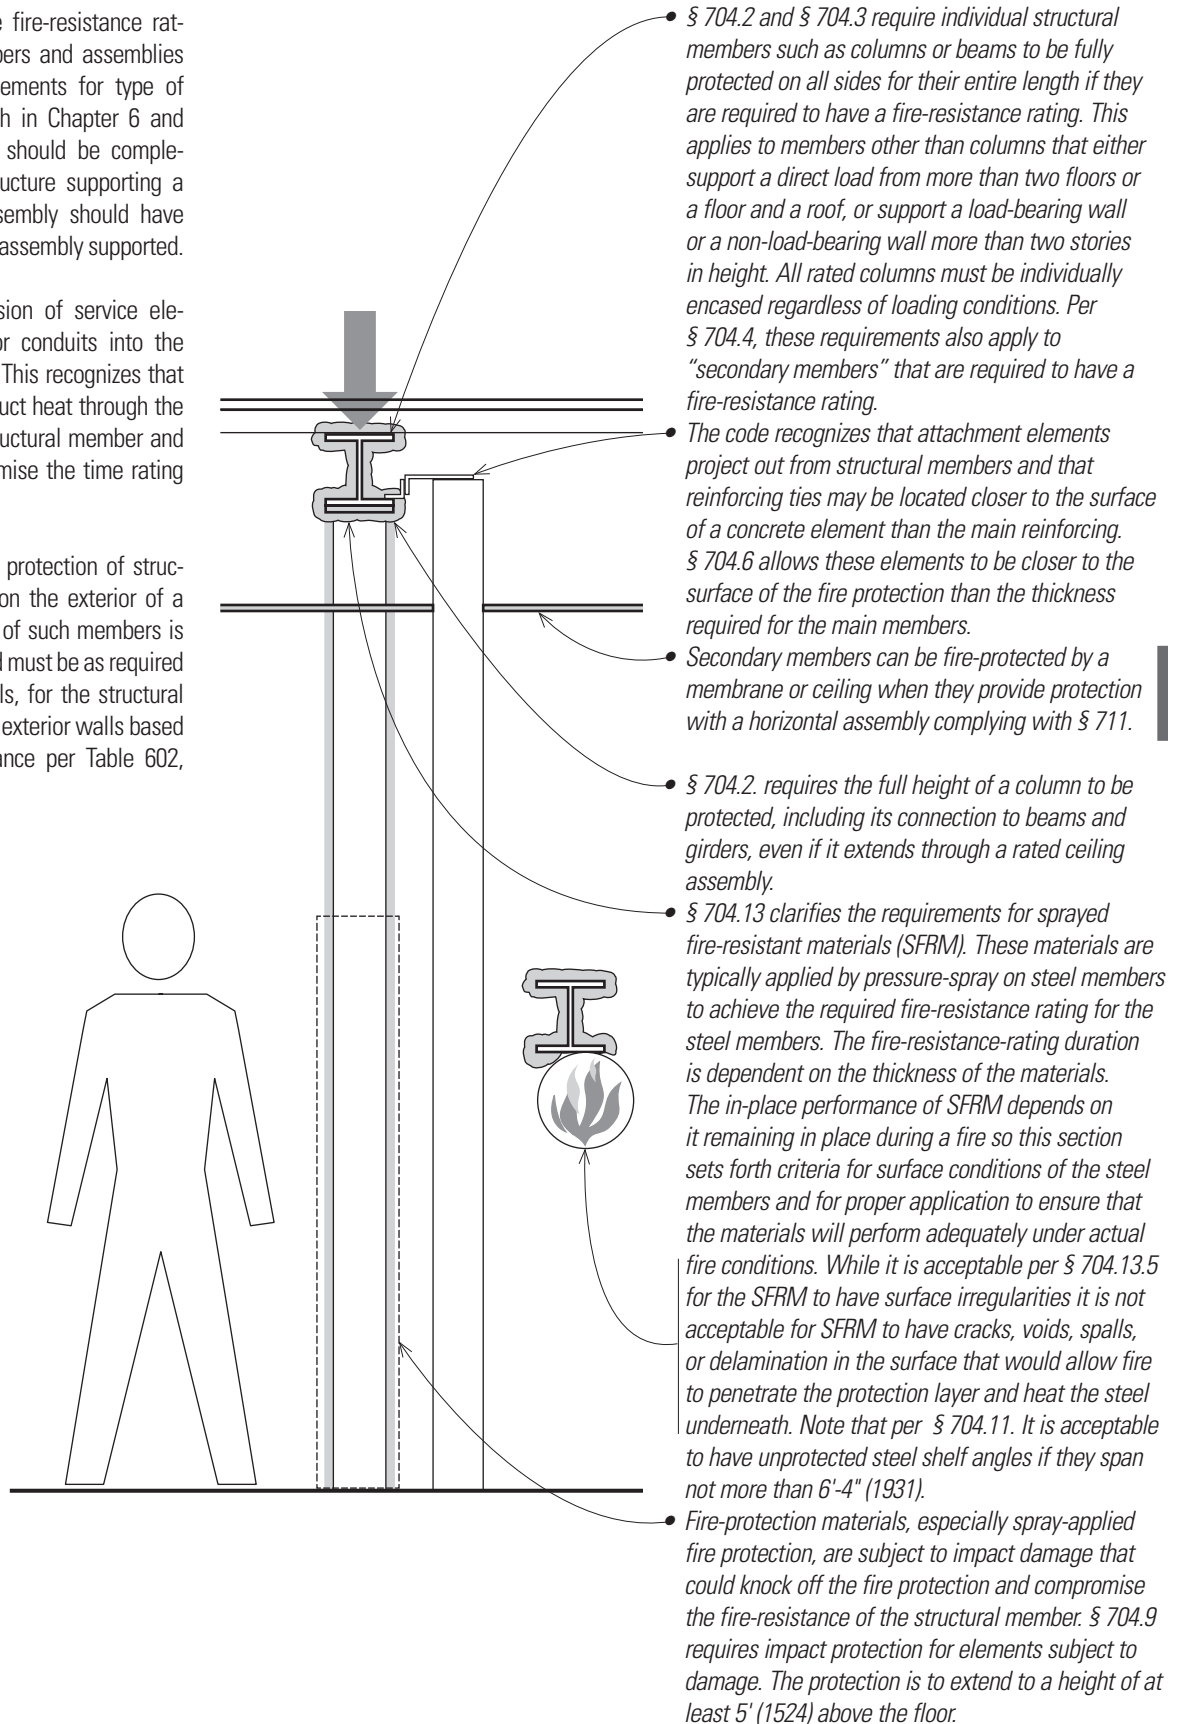 e fire-resistance rat-
bers and assemblies
ements for type of
h in Chapter 6 and
should be comple-
ucture supporting a
sembly should have
assembly supported.
sion of service ele-
or conduits into the
This recognizes that
uct heat through the
ructural member and
mise the time rating
protection of struc-
on the exterior of a
of such members is
d must be as required
ls, for the structural
exterior walls based
ance per Table 602,
• § 704.2 and § 704.3 require individual structural
members such as columns or beams to be fully
protected on all sides for their entire length if they
are required to have a fire-resistance rating. This
applies to members other than columns that either
support a direct load from more than two floors or
a floor and a roof, or support a load-bearing wall
or a non-load-bearing wall more than two stories
in height. All rated columns must be individually
encased regardless of loading conditions. Per
§ 704.4, these requirements also apply to
“secondary members” that are required to have a
fire-resistance rating.
• The code recognizes that attachment elements
project out from structural members and that
reinforcing ties may be located closer to the surface
of a concrete element than the main reinforcing.
§ 704.6 allows these elements to be closer to the
surface of the fire protection than the thickness
required for the main members.
• Secondary members can be fire-protected by a
membrane or ceiling when they provide protection
with a horizontal assembly complying with § 711.
• § 704.2. requires the full height of a column to be
protected, including its connection to beams and
girders, even if it extends through a rated ceiling
assembly.
• § 704.13 clarifies the requirements for sprayed
fire-resistant materials (SFRM). These materials are
typically applied by pressure-spray on steel members
to achieve the required fire-resistance rating for the
steel members. The fire-resistance-rating duration
is dependent on the thickness of the materials.
The in-place performance of SFRM depends on
it remaining in place during a fire so this section
sets forth criteria for surface conditions of the steel
members and for proper application to ensure that
the materials will perform adequately under actual
fire conditions. While it is acceptable per § 704.13.5
for the SFRM to have surface irregularities it is not
acceptable for SFRM to have cracks, voids, spalls,
or delamination in the surface that would allow fire
to penetrate the protection layer and heat the steel
underneath. Note that per § 704.11. It is acceptable
to have unprotected steel shelf angles if they span
not more than 6'-4" (1931).
• Fire-protection materials, especially spray-applied
fire protection, are subject to impact damage that
could knock off the fire protection and compromise
the fire-resistance of the structural member. § 704.9
requires impact protection for elements subject to
damage. The protection is to extend to a height of at
least 5' (1524) above the floor.